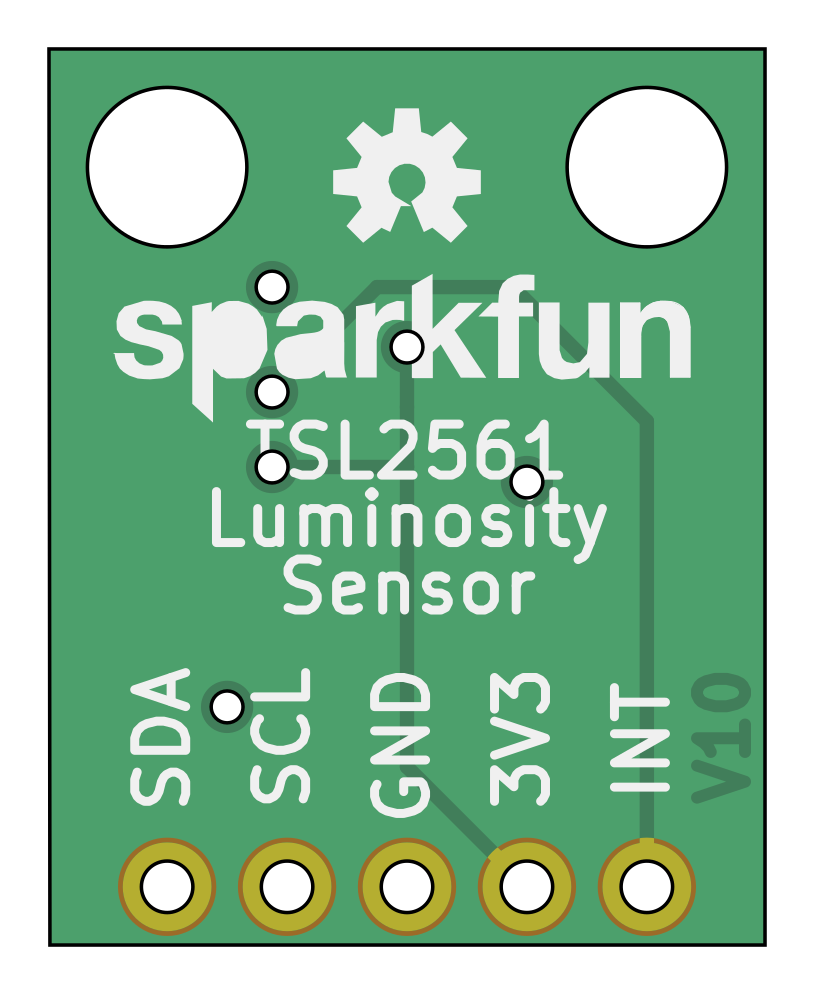 sparkfun
TSL2561
Luminosity
Sensor
SDA
SCL
GND
3V3
INT
V10